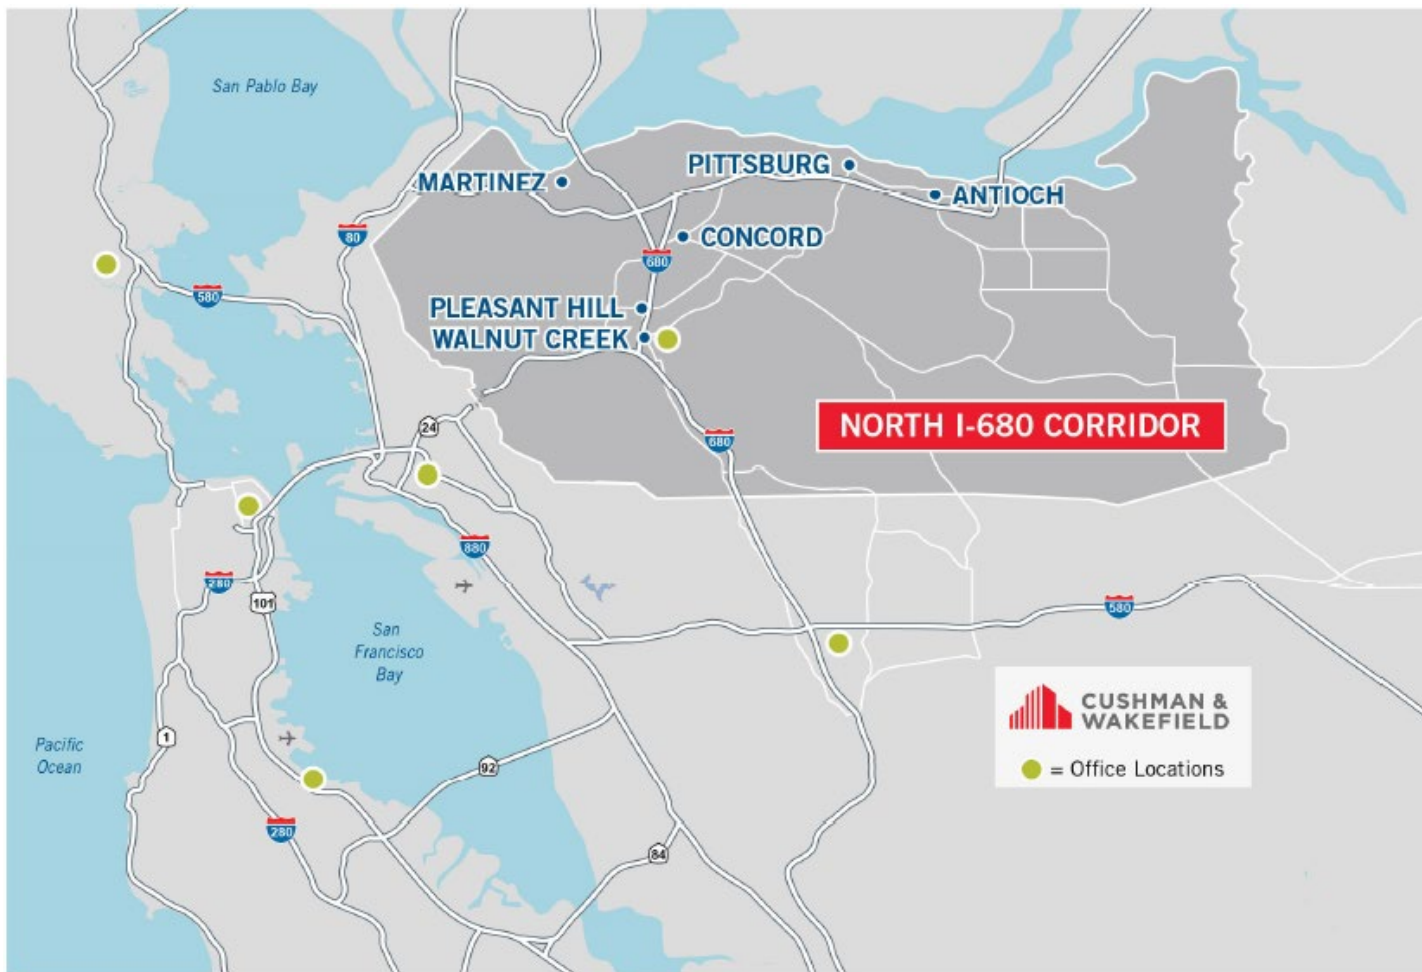 San Pablo Bay
PITTSBURG
MARTINEZ
ANTIOCH
80
CONCORD
680
580
PLEASANT HILL
WALNUT CREEK
NORTH I-680 CORRIDOR
24
680
880
280
101
580
San
Francisco
Bay
CUSHMAN &
WAKEFIELD
1
Pacific
Ocean
92
= Office Locations
280
84